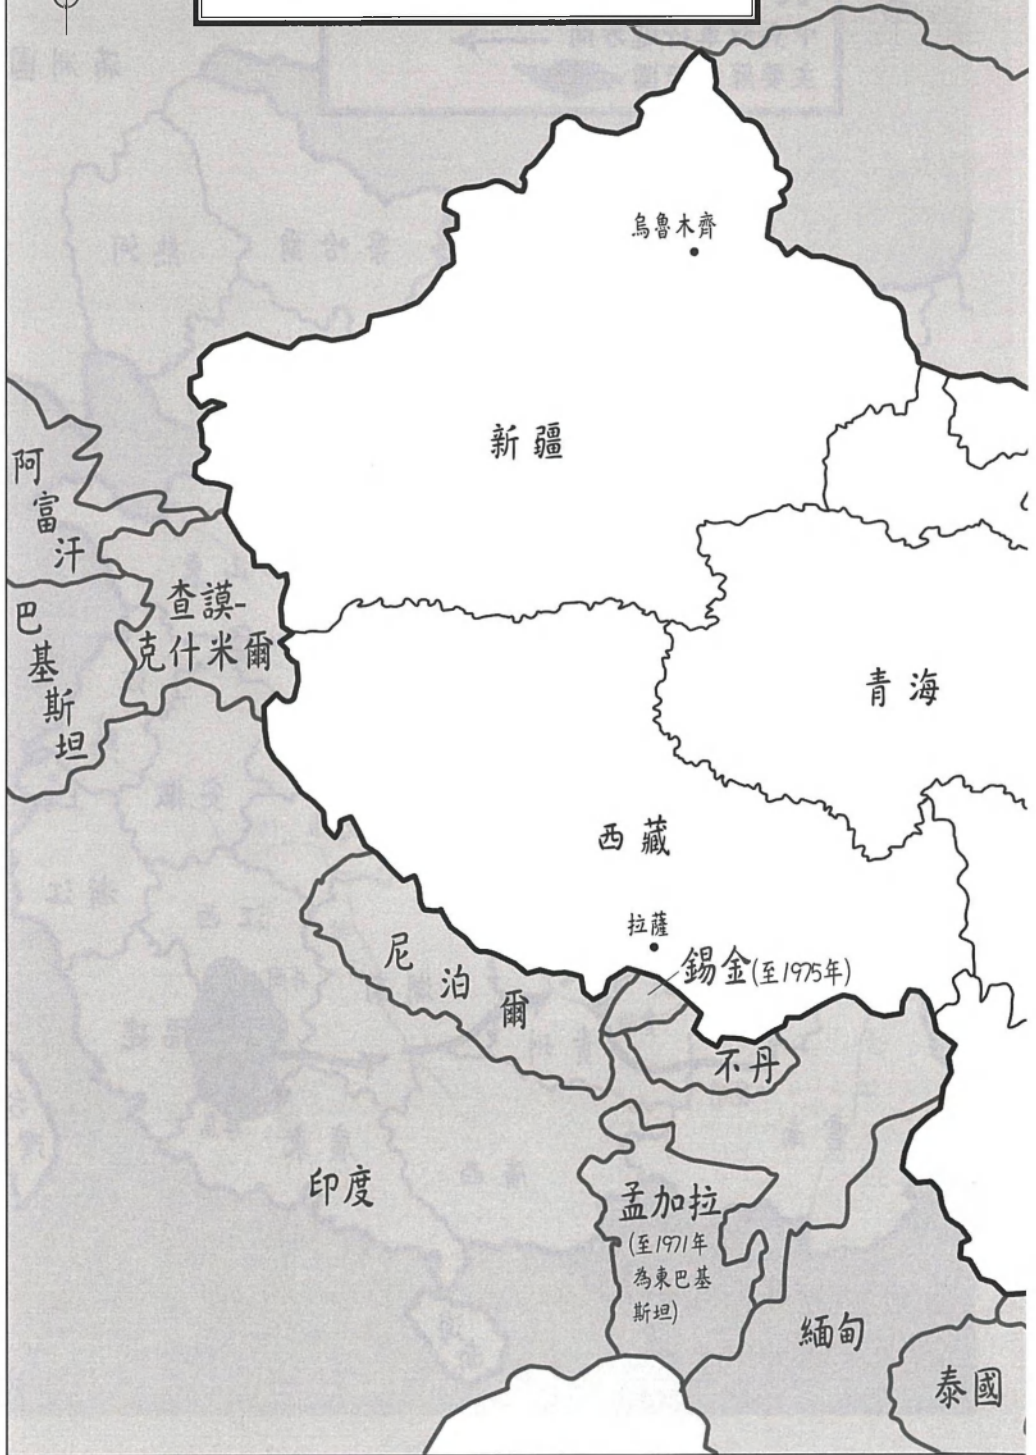 烏魯木齊
新疆
阿富汗
查謨-
克什米爾
巴基斯坦
青海
西藏
拉薩
錫金(至1975年)
尼泊爾
不丹
印度
孟加拉
(至1971年
為東巴基
斯坦)
緬甸
泰國